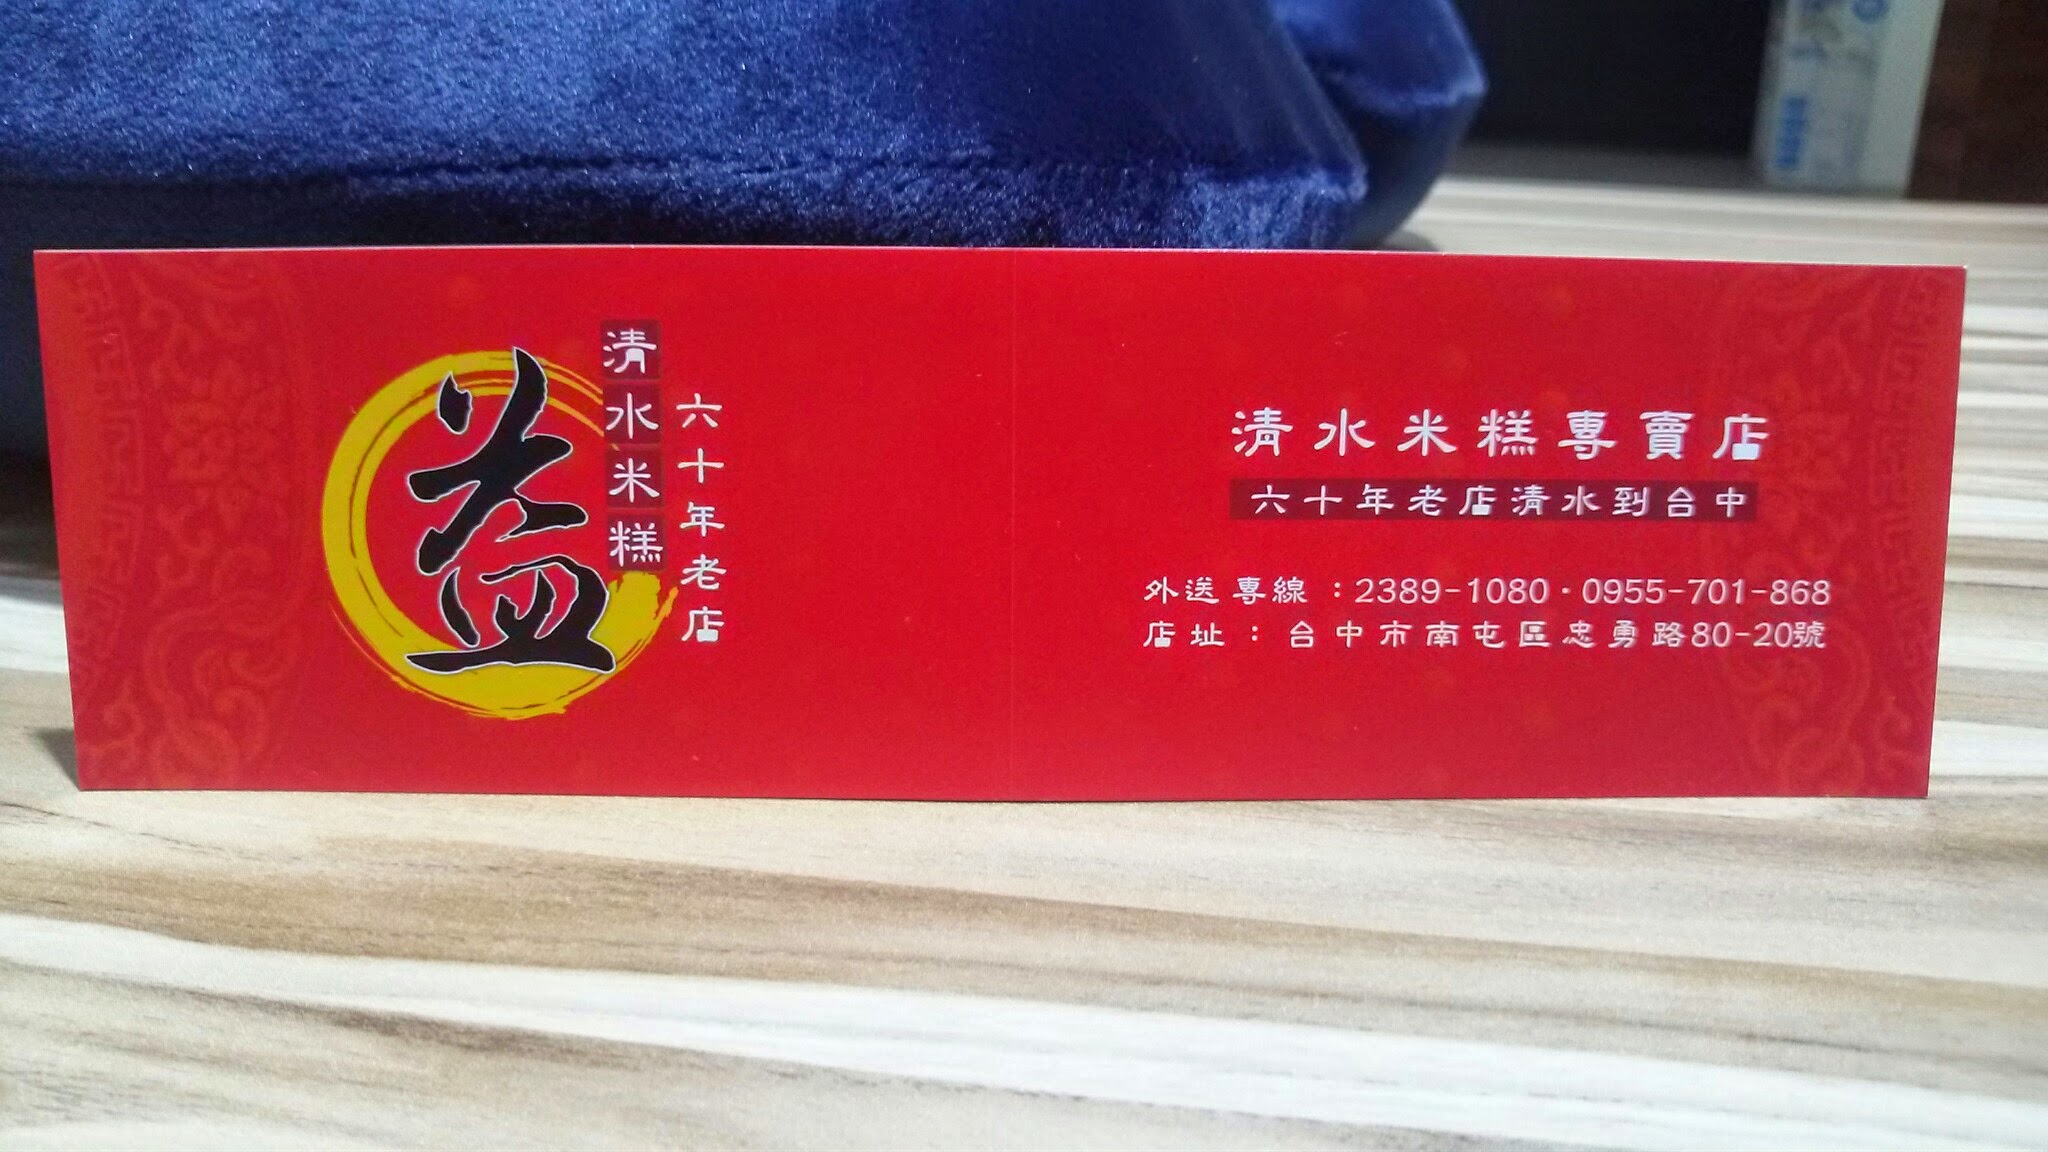 益
清水米糕
六十年老店
清水米糕專賣店
六十年老店清水到台中
外送專線：2389-1080・0955-701-868
店址：台中市南屯區忠勇路80-20號